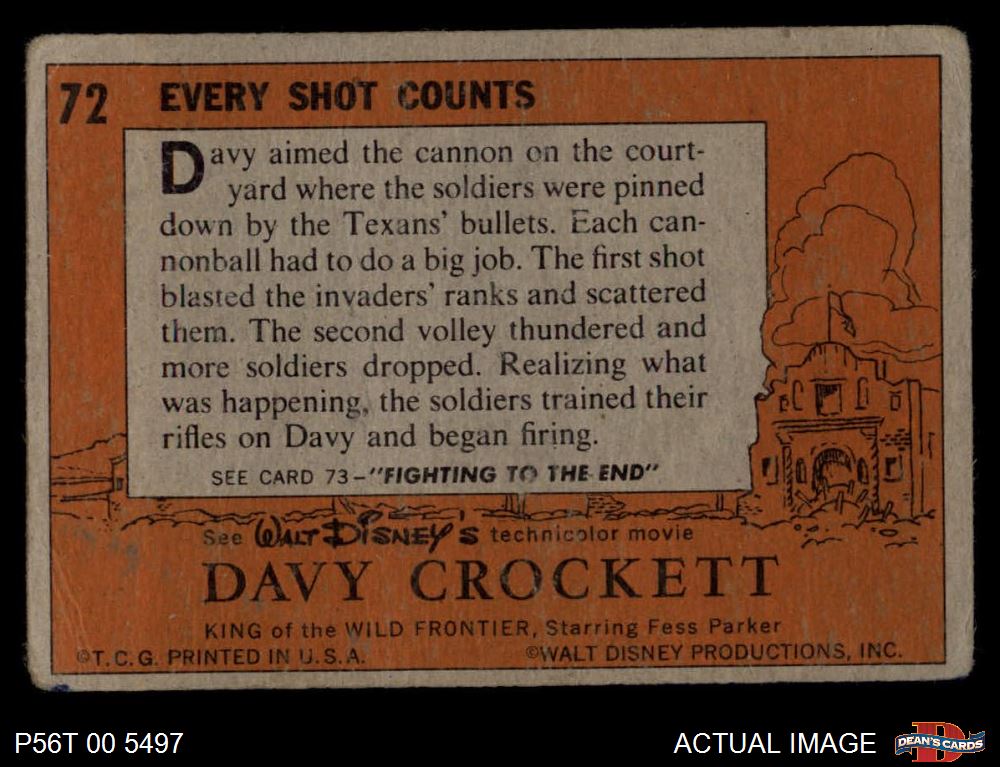 72 EVERY SHOT COUNTS
Davy aimed the cannon on the court-
yard where the soldiers were pinned
down by the Texans' bullets. Each can-
nonball had to do a big job. The first shot
blasted the invaders' ranks and scattered
them. The second volley thundered and
more soldiers dropped. Realizing what
was happening, the soldiers trained their
rifles on Davy and began firing.
SEE CARD 73-"FIGHTING TO THE END"
See WALT DISNEY'S technicolor movie
DAVY CROCKETT
KING of the WILD FRONTIER, Starring Fess Parker
©T.C.G. PRINTED IN U.S.A. ©WALT DISNEY PRODUCTIONS, INC.
P56T 00 5497 ACTUAL IMAGE D DEAN'S CARDS